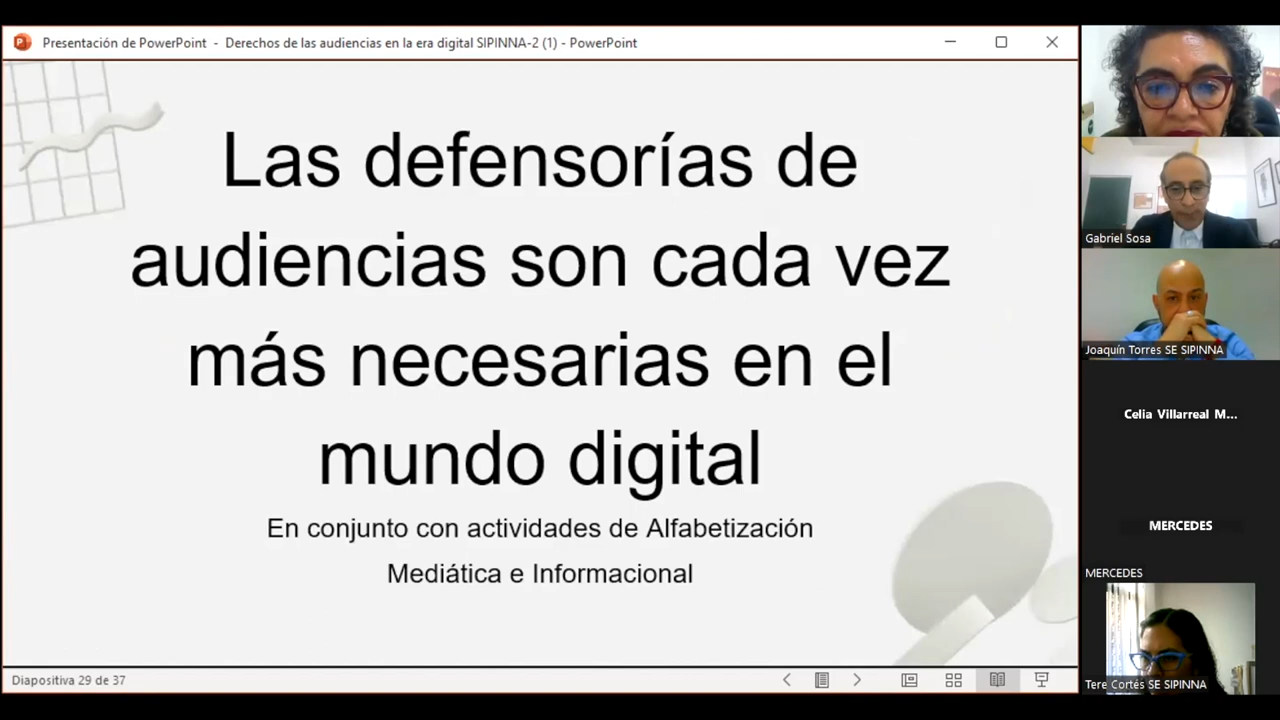 Presentación de PowerPoint - Derechos de las audiencias en la era digital SIPINNA-2 (1) - PowerPoint
Las defensorías de
audiencias son cada vez
más necesarias en el
mundo digital
En conjunto con actividades de Alfabetización
Mediática e Informacional
Diapositiva 29 de 37
Gabriel Sosa
Joaquín Torres SE SIPINNA
Celia Villarreal M...
MERCEDES
MERCEDES
Tere Cortés SE SIPINNA